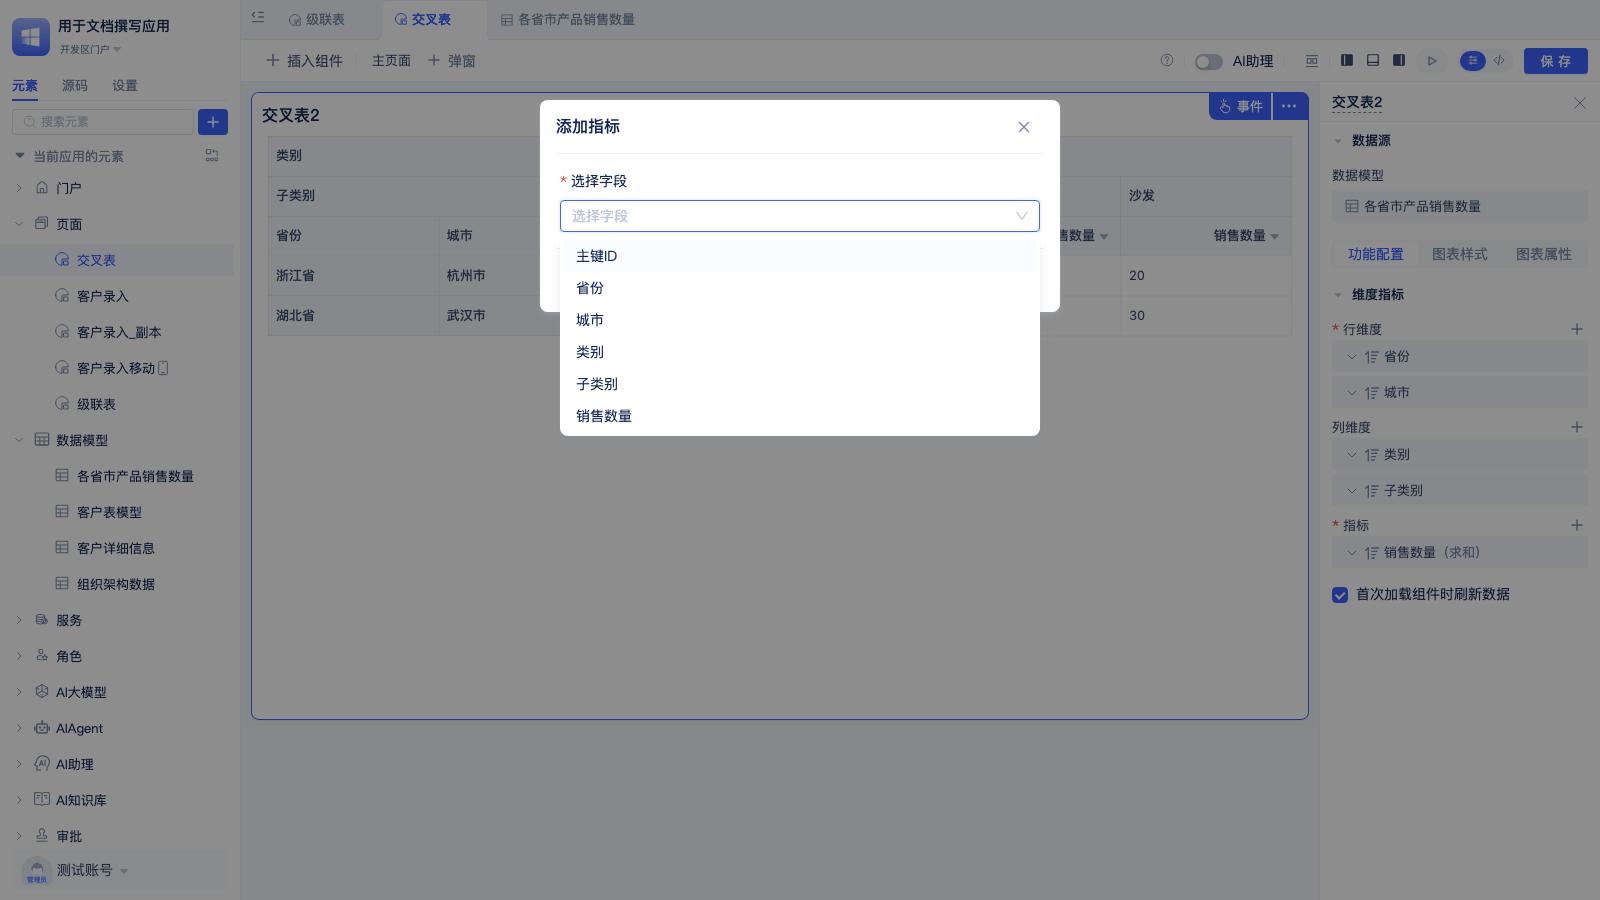 用于文档撰写应用
开发区门户
元素
源码
设置
搜索元素
当前应用的元素
门户
页面
交叉表
客户录入
客户录入_副本
客户录入移动
级联表
数据模型
各省市产品销售数量
客户表模型
客户详细信息
组织架构数据
服务
角色
AI大模型
AIAgent
AI助理
AI知识库
审批
管理员
测试账号
级联表
交叉表
各省市产品销售数量
插入组件
主页面
弹窗
AI助理
保 存
交叉表2
事件
类别
子类别
沙发
省份
城市
售数量
销售数量
浙江省
杭州市
20
湖北省
武汉市
30
添加指标
* 选择字段
选择字段
主键ID
省份
城市
类别
子类别
销售数量
交叉表2
数据源
数据模型
各省市产品销售数量
功能配置
图表样式
图表属性
维度指标
* 行维度
省份
城市
列维度
类别
子类别
* 指标
销售数量（求和）
首次加载组件时刷新数据